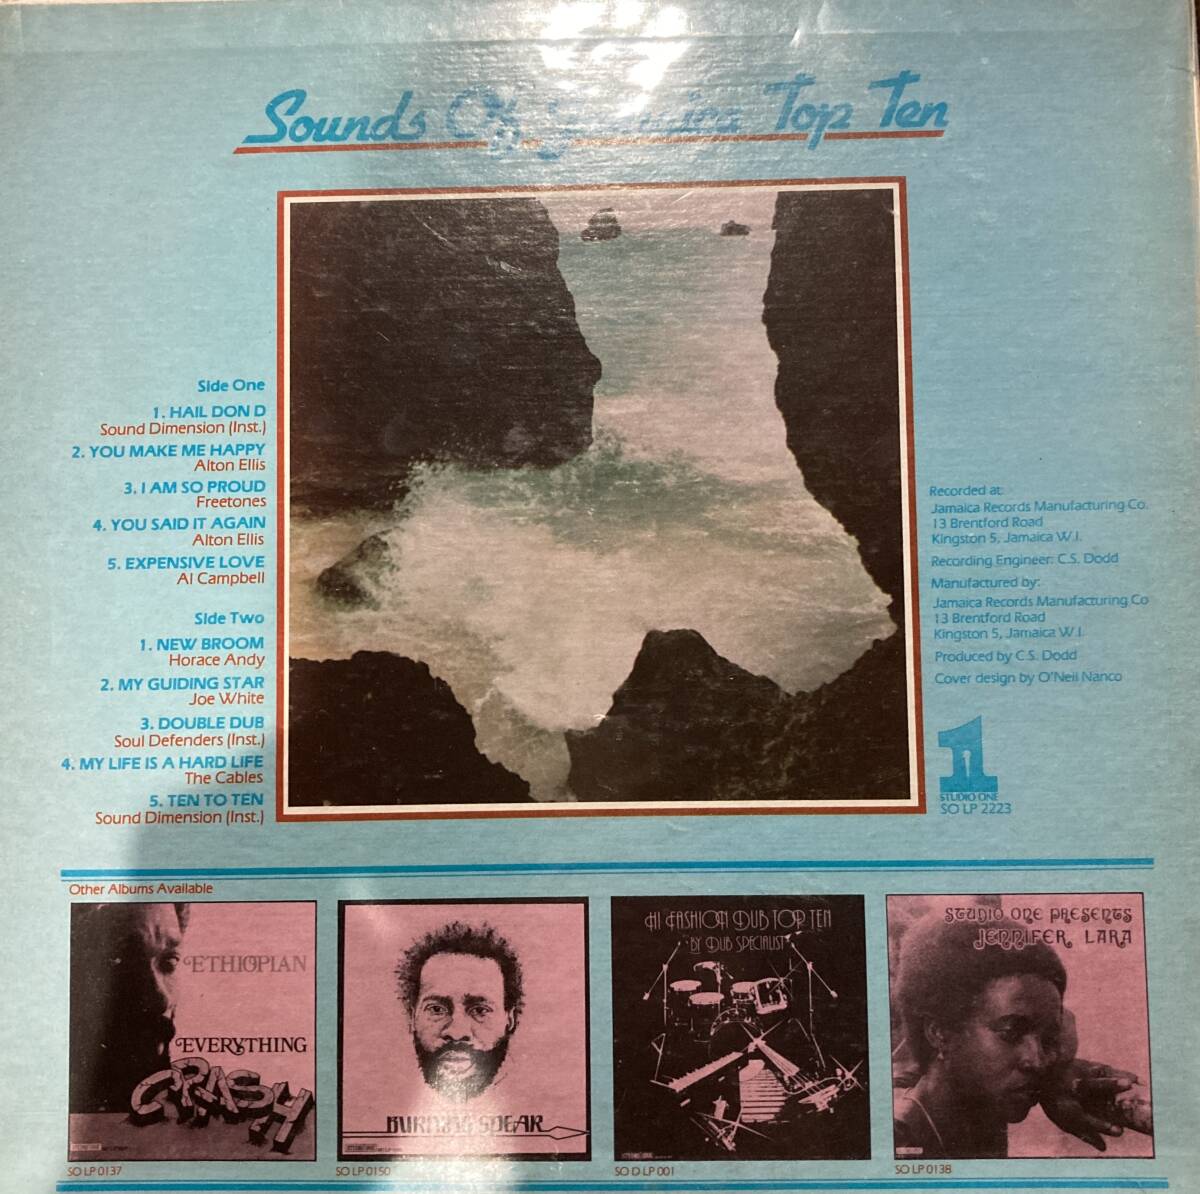 Sounds Of Jamaica Top Ten
Side One
1. HAIL DON D
Sound Dimension (Inst.)
2. YOU MAKE ME HAPPY
Alton Ellis
3. I AM SO PROUD
Freetones
4. YOU SAID IT AGAIN
Alton Ellis
5. EXPENSIVE LOVE
Al Campbell
Side Two
1. NEW BROOM
Horace Andy
2. MY GUIDING STAR
Joe White
3. DOUBLE DUB
Soul Defenders (Inst.)
4. MY LIFE IS A HARD LIFE
The Cables
5. TEN TO TEN
Sound Dimension (Inst.)
Recorded at:
Jamaica Records Manufacturing Co.
13 Brentford Road
Kingston 5, Jamaica W.I.
Recording Engineer: C.S. Dodd
Manufactured by:
Jamaica Records Manufacturing Co
13 Brentford Road
Kingston 5, Jamaica W.I.
Produced by C.S. Dodd
Cover design by O'Neil Nanco
1
STUDIO ONE
SO LP 2223
Other Albums Available
ETHIOPIAN
EVERYTHING
CRASH
SO LP 0137
BURNING SPEAR
SO LP 0150
HI FASHION DUB TOP TEN
BY DUB SPECIALIST
SO D LP 001
STUDIO ONE PRESENTS
JENNIFER LARA
SO LP 0138